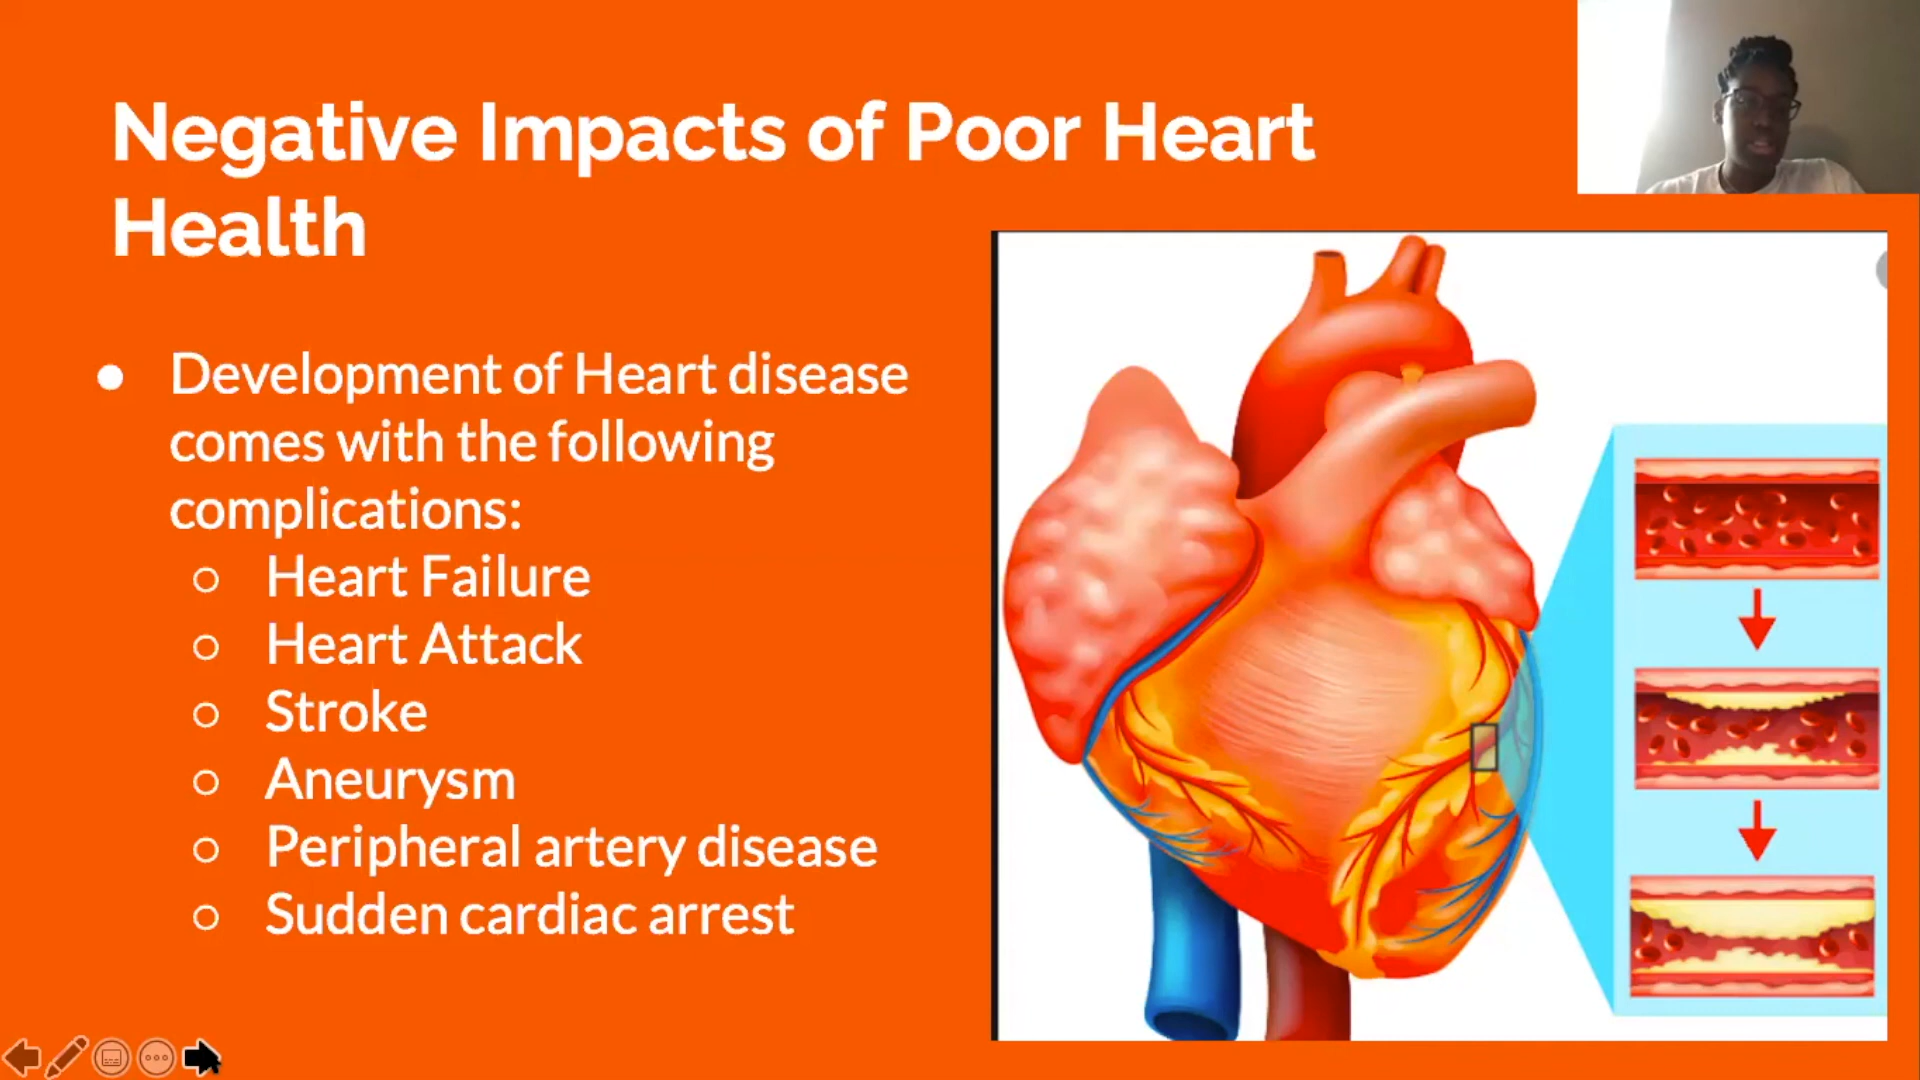 Negative Impacts of Poor Heart
Health
● Development of Heart disease
comes with the following
complications:
○ Heart Failure
○ Heart Attack
○ Stroke
○ Aneurysm
○ Peripheral artery disease
○ Sudden cardiac arrest